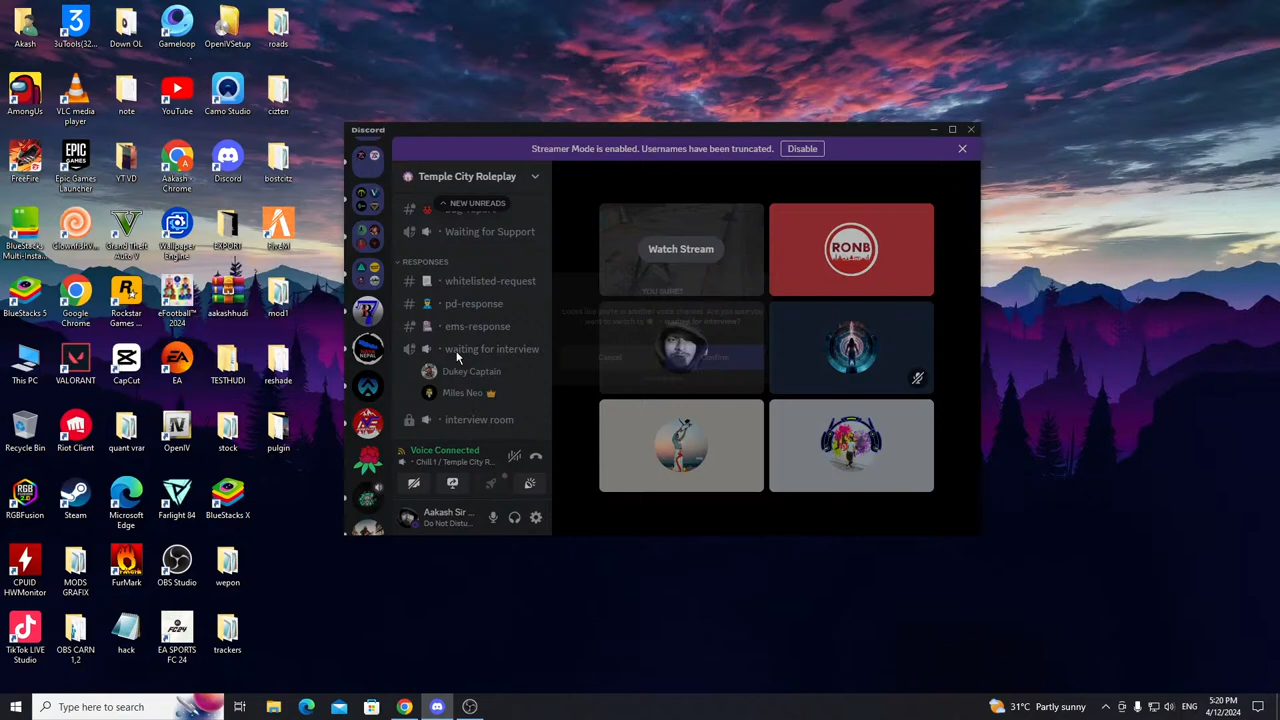 Akash
3uTools(32...
Down OL
Gameloop
OpenIVSetup
roads
AmongUs
VLC media player
note
YouTube
Camo Studio
cizten
FreeFire
Epic Games Launcher
YT VD
Aakash - Chrome
Discord
bostcitz
BlueStacks Multi-Insta...
Grand Theft Auto V
Wallpaper Engine
EXPORT
FiveM
BlueStacks 5
Google Chrome
Rockstar Games ...
eFootball™ 2024
aakashhudi
mod1
This PC
VALORANT
CapCut
EA
TESTHUDI
reshade
Recycle Bin
Riot Client
quant vrar
OpenIV
stock
pulgin
RGBFusion
Steam
Microsoft Edge
Farlight 84
BlueStacks X
CPUID HWMonitor
MODS GRAFIX
FurMark
OBS Studio
wepon
TikTok LIVE Studio
OBS CARN 1,2
hack
EA SPORTS FC 24
trackers
Discord
Streamer Mode is enabled. Usernames have been truncated.
Disable
Temple City Roleplay
NEW UNREADS
Waiting for Support
RESPONSES
whitelisted-request
pd-response
ems-response
waiting for interview
Dukey Captain
Miles Neo
interview room
Voice Connected
Chill 1 / Temple City R...
Aakash Sir ...
Do Not Distu...
Watch Stream
RONB
YOU SURE?
Cancel
Confirm
Type here to search
31°C Partly sunny
ENG
5:20 PM
4/12/2024